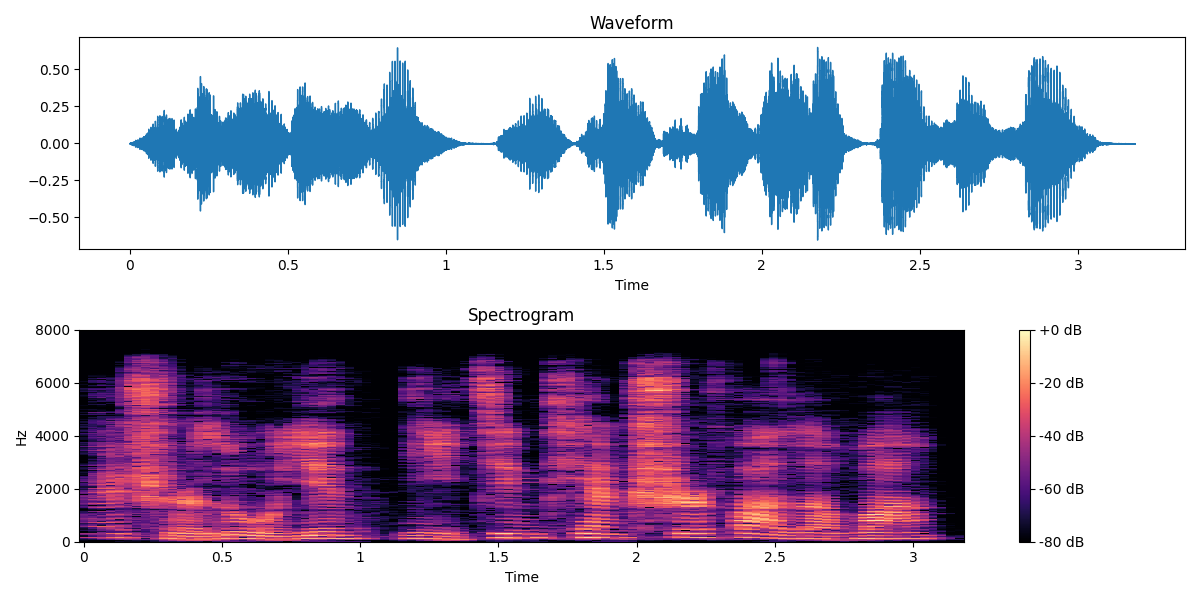 Waveform
0.50
0.25
0.00
−0.25
−0.50
0 0.5 1 1.5 2 2.5 3
Time
Spectrogram
8000
6000
4000
2000
0
Hz
0 0.5 1 1.5 2 2.5 3
Time
+0 dB
-20 dB
-40 dB
-60 dB
-80 dB